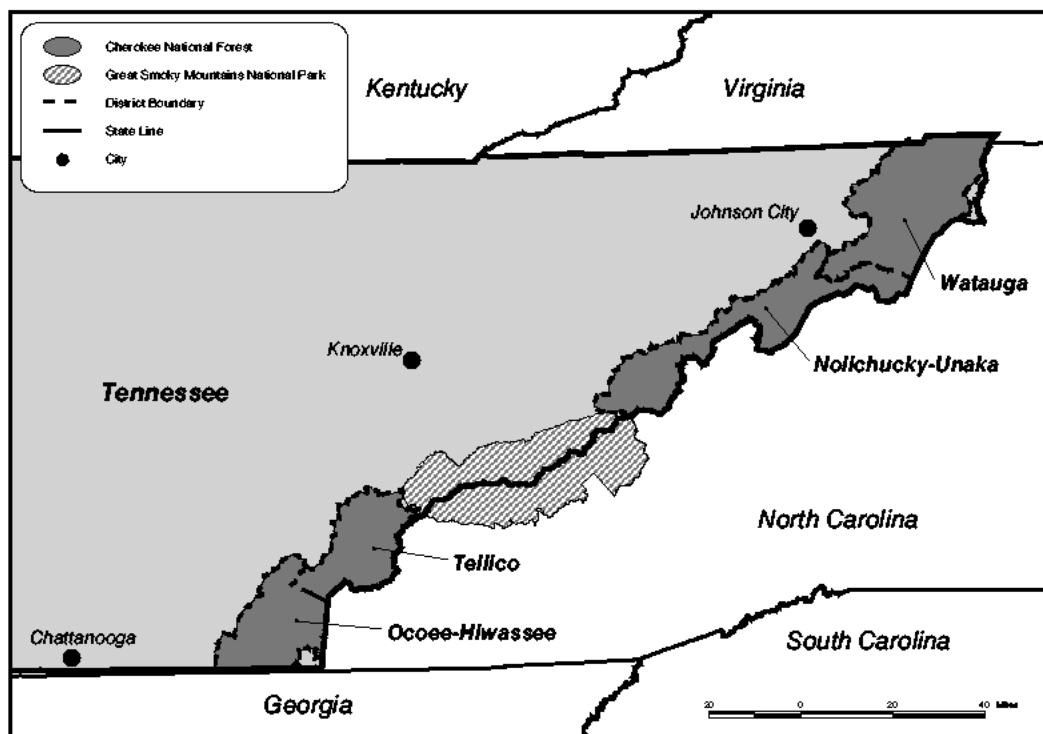 Cherokee National Forest
Great Smoky Mountains National Park
District Boundary
State Line
City
Kentucky
Virginia
Johnson City
Watauga
Knoxville
Nolichucky-Unaka
Tennessee
North Carolina
Tellico
Chattanooga
Ocoee-Hiwassee
South Carolina
Georgia
20 0 20 40 Miles